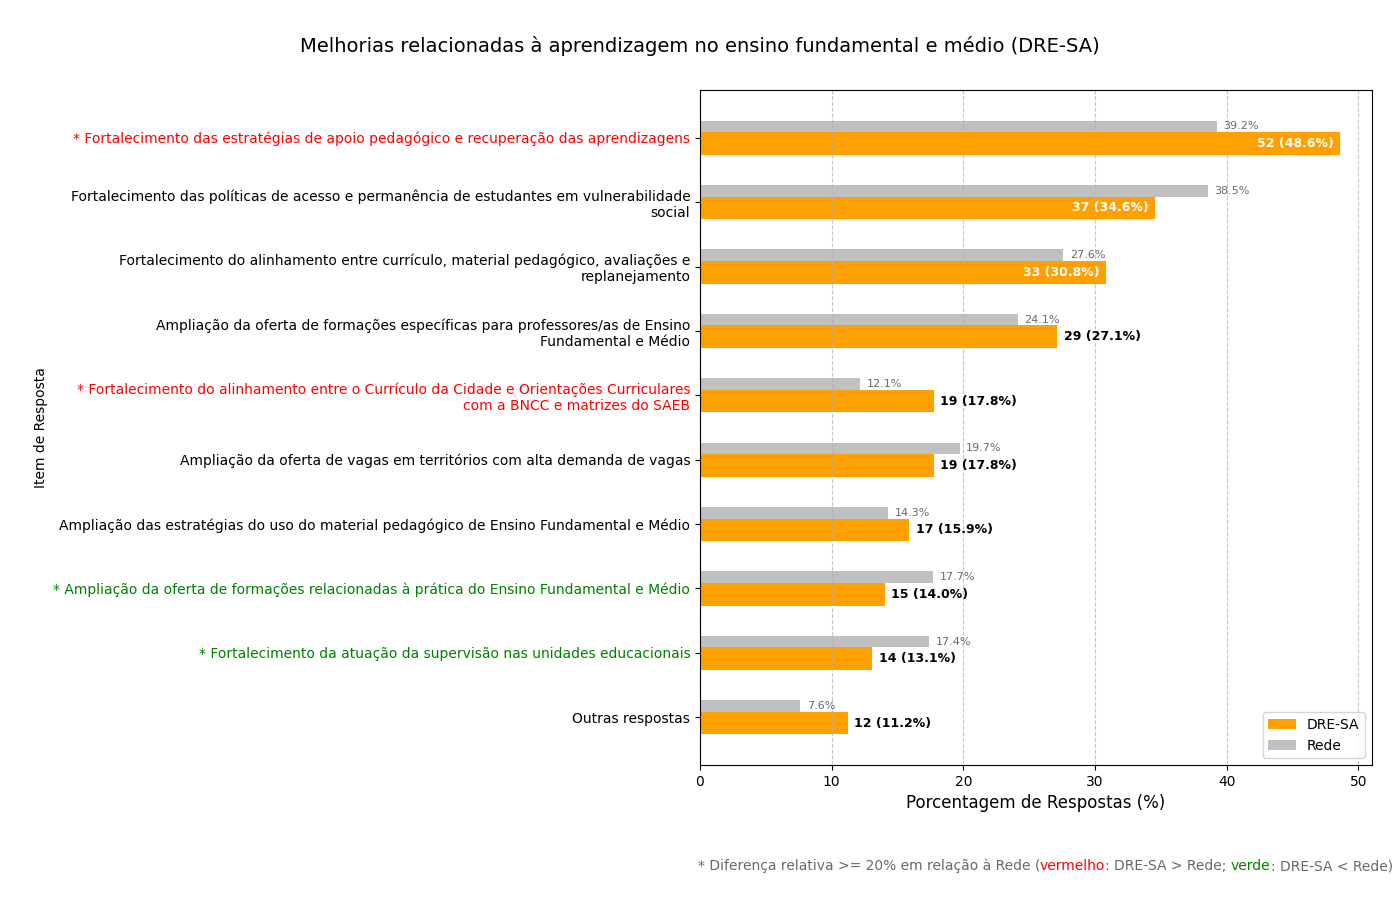 Melhorias relacionadas à aprendizagem no ensino fundamental e médio (DRE-SA)
* Fortalecimento das estratégias de apoio pedagógico e recuperação das aprendizagens
39.2%
52 (48.6%)
Fortalecimento das políticas de acesso e permanência de estudantes em vulnerabilidade
social
38.5%
37 (34.6%)
Fortalecimento do alinhamento entre currículo, material pedagógico, avaliações e
replanejamento
27.6%
33 (30.8%)
Ampliação da oferta de formações específicas para professores/as de Ensino
Fundamental e Médio
24.1%
29 (27.1%)
* Fortalecimento do alinhamento entre o Currículo da Cidade e Orientações Curriculares
com a BNCC e matrizes do SAEB
12.1%
19 (17.8%)
Ampliação da oferta de vagas em territórios com alta demanda de vagas
19.7%
19 (17.8%)
Ampliação das estratégias do uso do material pedagógico de Ensino Fundamental e Médio
14.3%
17 (15.9%)
* Ampliação da oferta de formações relacionadas à prática do Ensino Fundamental e Médio
17.7%
15 (14.0%)
* Fortalecimento da atuação da supervisão nas unidades educacionais
17.4%
14 (13.1%)
Outras respostas
7.6%
12 (11.2%)
Item de Resposta
DRE-SA
Rede
0 10 20 30 40 50
Porcentagem de Respostas (%)
* Diferença relativa >= 20% em relação à Rede (vermelho: DRE-SA > Rede; verde: DRE-SA < Rede)